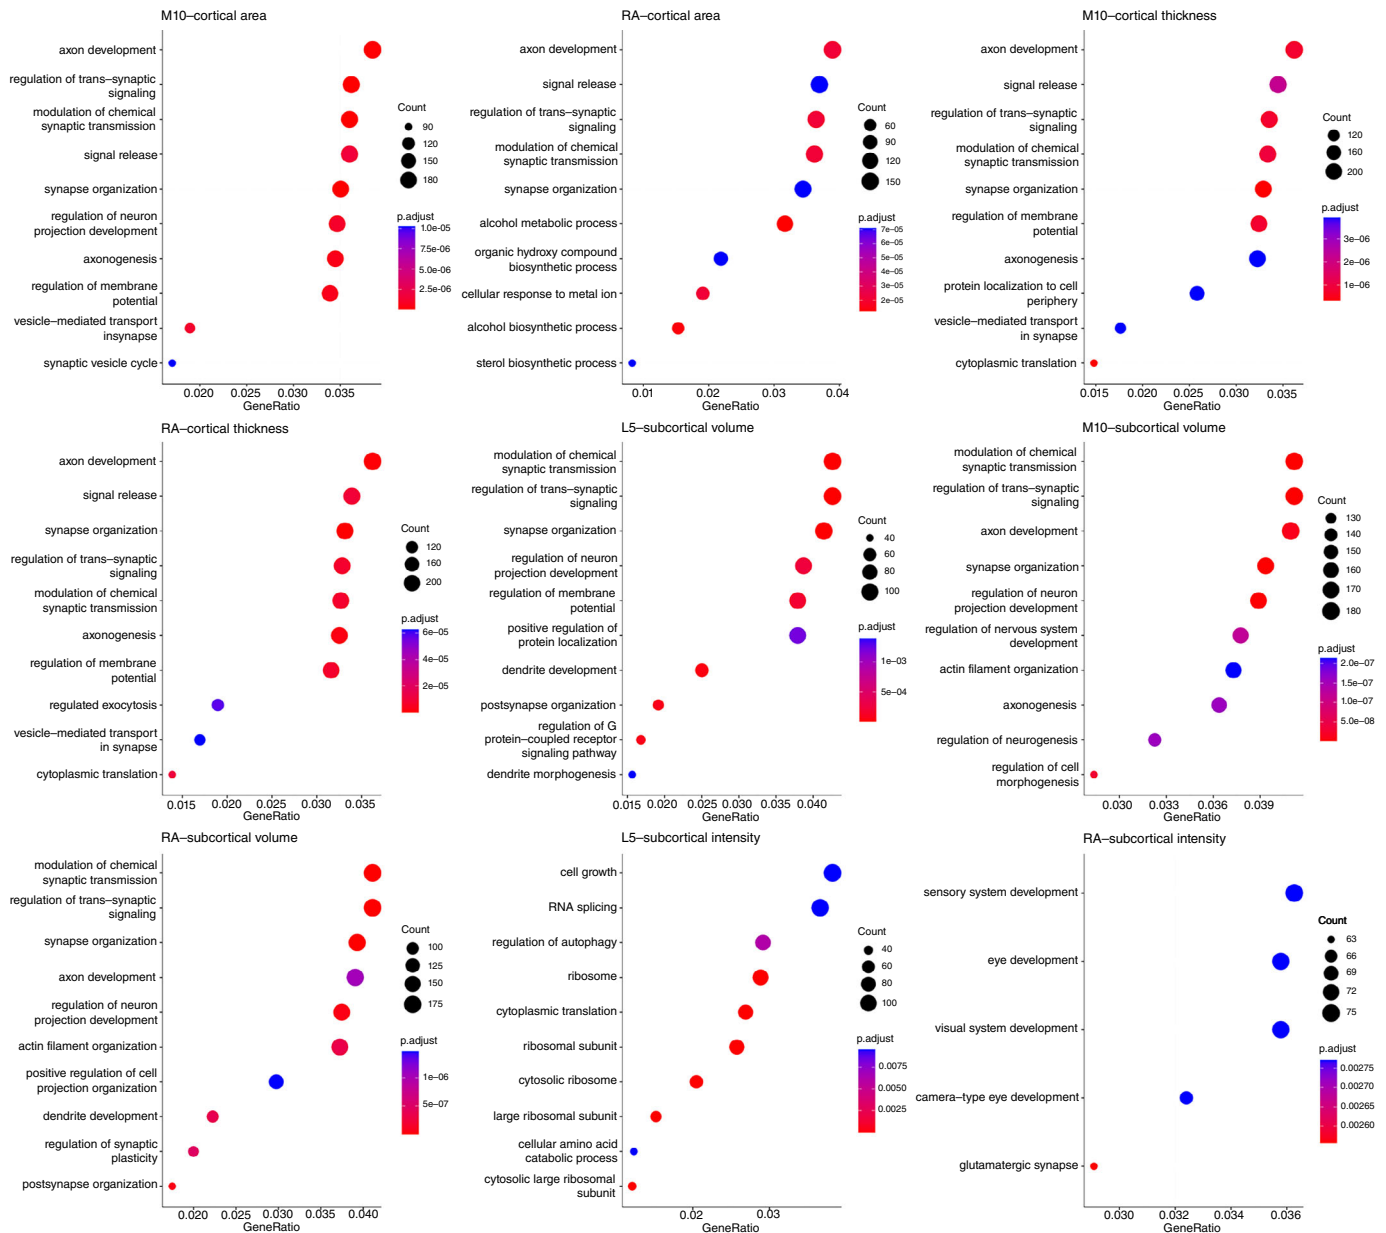 M10–cortical area
axon development
regulation of trans–synaptic
signaling
modulation of chemical
synaptic transmission
signal release
synapse organization
regulation of neuron
projection development
axonogenesis
regulation of membrane
potential
vesicle–mediated transport
insynapse
synaptic vesicle cycle
0.020 0.025 0.030 0.035
GeneRatio
Count
90
120
150
180
p.adjust
1.0e–05
7.5e–06
5.0e–06
2.5e–06
RA–cortical area
axon development
signal release
regulation of trans–synaptic
signaling
modulation of chemical
synaptic transmission
synapse organization
alcohol metabolic process
organic hydroxy compound
biosynthetic process
cellular response to metal ion
alcohol biosynthetic process
sterol biosynthetic process
0.01 0.02 0.03 0.04
GeneRatio
Count
60
90
120
150
p.adjust
7e–05
6e–05
5e–05
4e–05
3e–05
2e–05
M10–cortical thickness
axon development
signal release
regulation of trans–synaptic
signaling
modulation of chemical
synaptic transmission
synapse organization
regulation of membrane
potential
axonogenesis
protein localization to cell
periphery
vesicle–mediated transport
in synapse
cytoplasmic translation
0.015 0.020 0.025 0.030 0.035
GeneRatio
Count
120
160
200
p.adjust
3e–06
2e–06
1e–06
RA–cortical thickness
axon development
signal release
synapse organization
regulation of trans–synaptic
signaling
modulation of chemical
synaptic transmission
axonogenesis
regulation of membrane
potential
regulated exocytosis
vesicle–mediated transport
in synapse
cytoplasmic translation
0.015 0.020 0.025 0.030 0.035
GeneRatio
Count
120
160
200
p.adjust
6e–05
4e–05
2e–05
L5–subcortical volume
modulation of chemical
synaptic transmission
regulation of trans–synaptic
signaling
synapse organization
regulation of neuron
projection development
regulation of membrane
potential
positive regulation of
protein localization
dendrite development
postsynapse organization
regulation of G
protein–coupled receptor
signaling pathway
dendrite morphogenesis
0.015 0.020 0.025 0.030 0.035 0.040
GeneRatio
Count
40
60
80
100
p.adjust
1e–03
5e–04
M10–subcortical volume
modulation of chemical
synaptic transmission
regulation of trans–synaptic
signaling
axon development
synapse organization
regulation of neuron
projection development
regulation of nervous system
development
actin filament organization
axonogenesis
regulation of neurogenesis
regulation of cell
morphogenesis
0.030 0.033 0.036 0.039
GeneRatio
Count
130
140
150
160
170
180
p.adjust
2.0e–07
1.5e–07
1.0e–07
5.0e–08
RA–subcortical volume
modulation of chemical
synaptic transmission
regulation of trans–synaptic
signaling
synapse organization
axon development
regulation of neuron
projection development
actin filament organization
positive regulation of cell
projection organization
dendrite development
regulation of synaptic
plasticity
postsynapse organization
0.020 0.025 0.030 0.035 0.040
GeneRatio
Count
100
125
150
175
p.adjust
1e–06
5e–07
L5–subcortical intensity
cell growth
RNA splicing
regulation of autophagy
ribosome
cytoplasmic translation
ribosomal subunit
cytosolic ribosome
large ribosomal subunit
cellular amino acid
catabolic process
cytosolic large ribosomal
subunit
0.02 0.03
GeneRatio
Count
40
60
80
100
p.adjust
0.0075
0.0050
0.0025
RA–subcortical intensity
sensory system development
eye development
visual system development
camera–type eye development
glutamatergic synapse
0.030 0.032 0.034 0.036
GeneRatio
Count
63
66
69
72
75
p.adjust
0.00275
0.00270
0.00265
0.00260